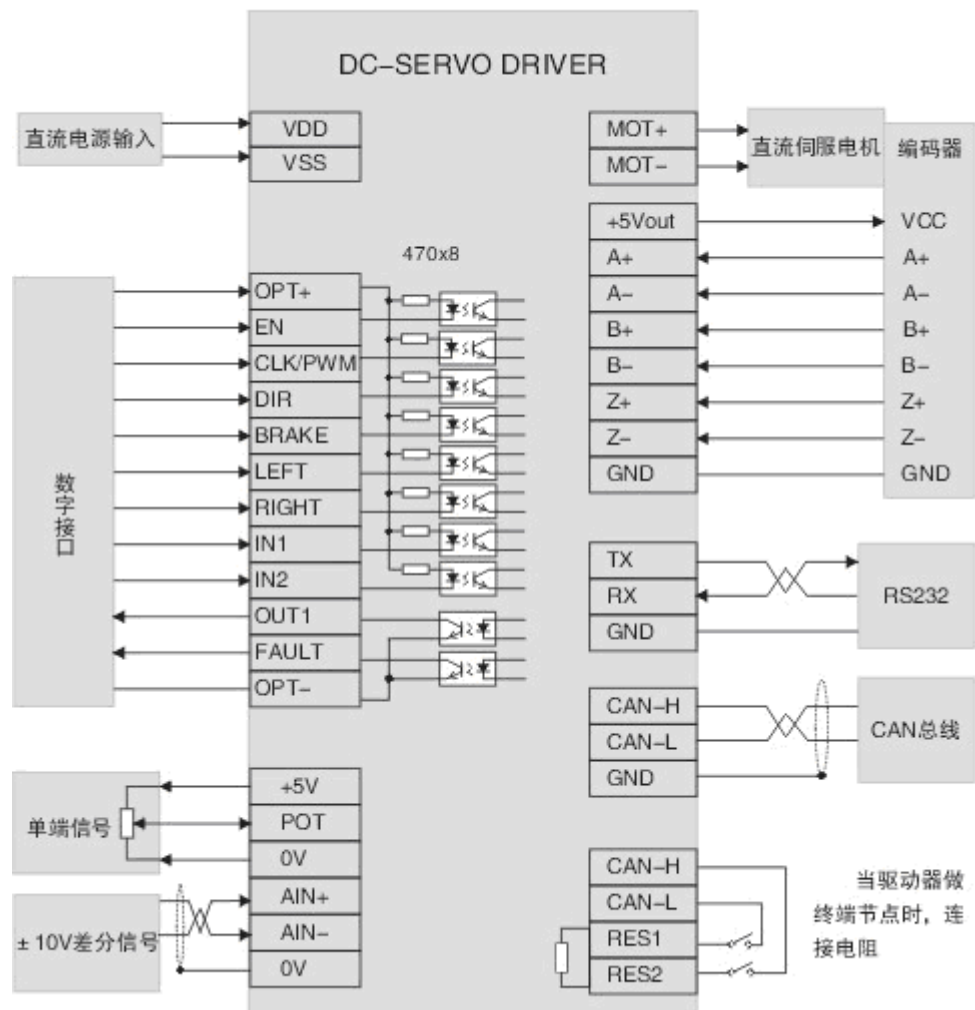 DC-SERVO DRIVER
直流电源输入
VDD
VSS
MOT+
MOT-
直流伺服电机
编码器
+5Vout
A+
A-
B+
B-
Z+
Z-
GND
VCC
A+
A-
B+
B-
Z+
Z-
GND
470x8
数字接口
OPT+
EN
CLK/PWM
DIR
BRAKE
LEFT
RIGHT
IN1
IN2
OUT1
FAULT
OPT-
TX
RX
GND
RS232
CAN-H
CAN-L
GND
CAN总线
单端信号
+5V
POT
0V
±10V差分信号
AIN+
AIN-
0V
CAN-H
CAN-L
RES1
RES2
当驱动器做
终端节点时，连
接电阻